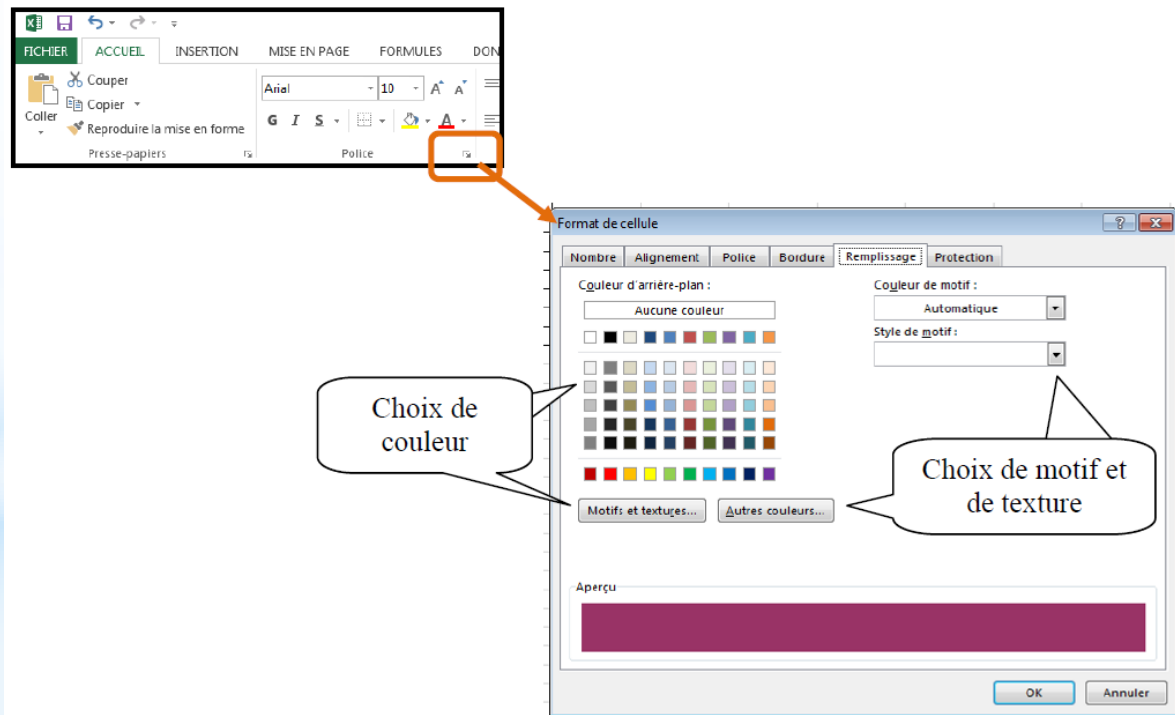 FICHIER ACCUEIL INSERTION MISE EN PAGE FORMULES DON
Couper
Copier
Coller
Reproduire la mise en forme
Arial 10 A A
G I S A
Presse-papiers Police
Format de cellule
Nombre Alignement Police Bordure Remplissage Protection
Couleur d'arrière-plan :
Aucune couleur
Couleur de motif :
Automatique
Style de motif :
Choix de
couleur
Choix de motif et
de texture
Motifs et textures... Autres couleurs...
Aperçu
OK Annuler